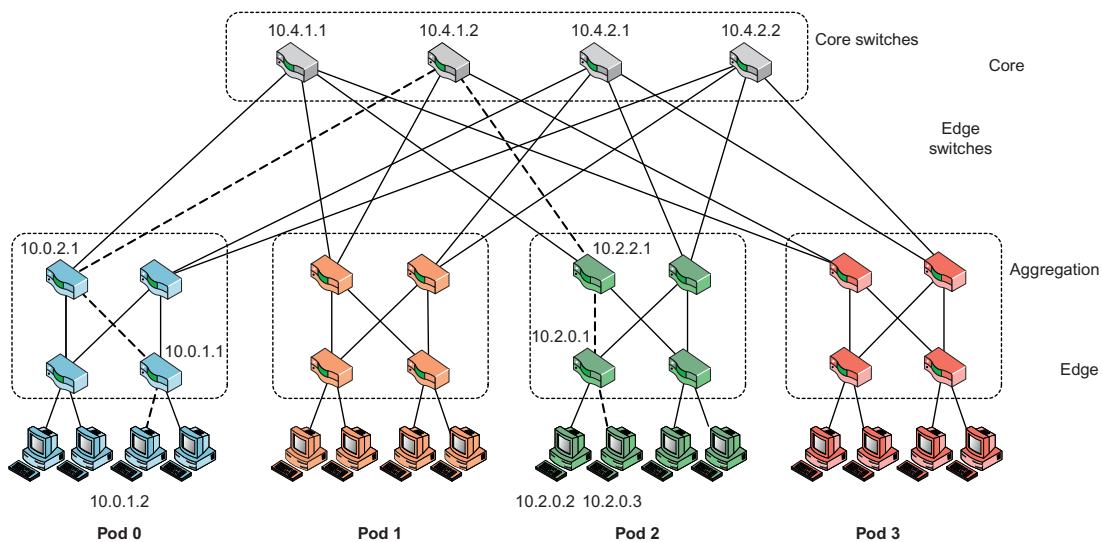 10.4.1.1
10.4.1.2
10.4.2.1
10.4.2.2
Core switches
Core
Edge
switches
10.0.2.1
10.2.2.1
Aggregation
10.0.1.1
10.2.0.1
Edge
10.0.1.2
10.2.0.2
10.2.0.3
Pod 0
Pod 1
Pod 2
Pod 3